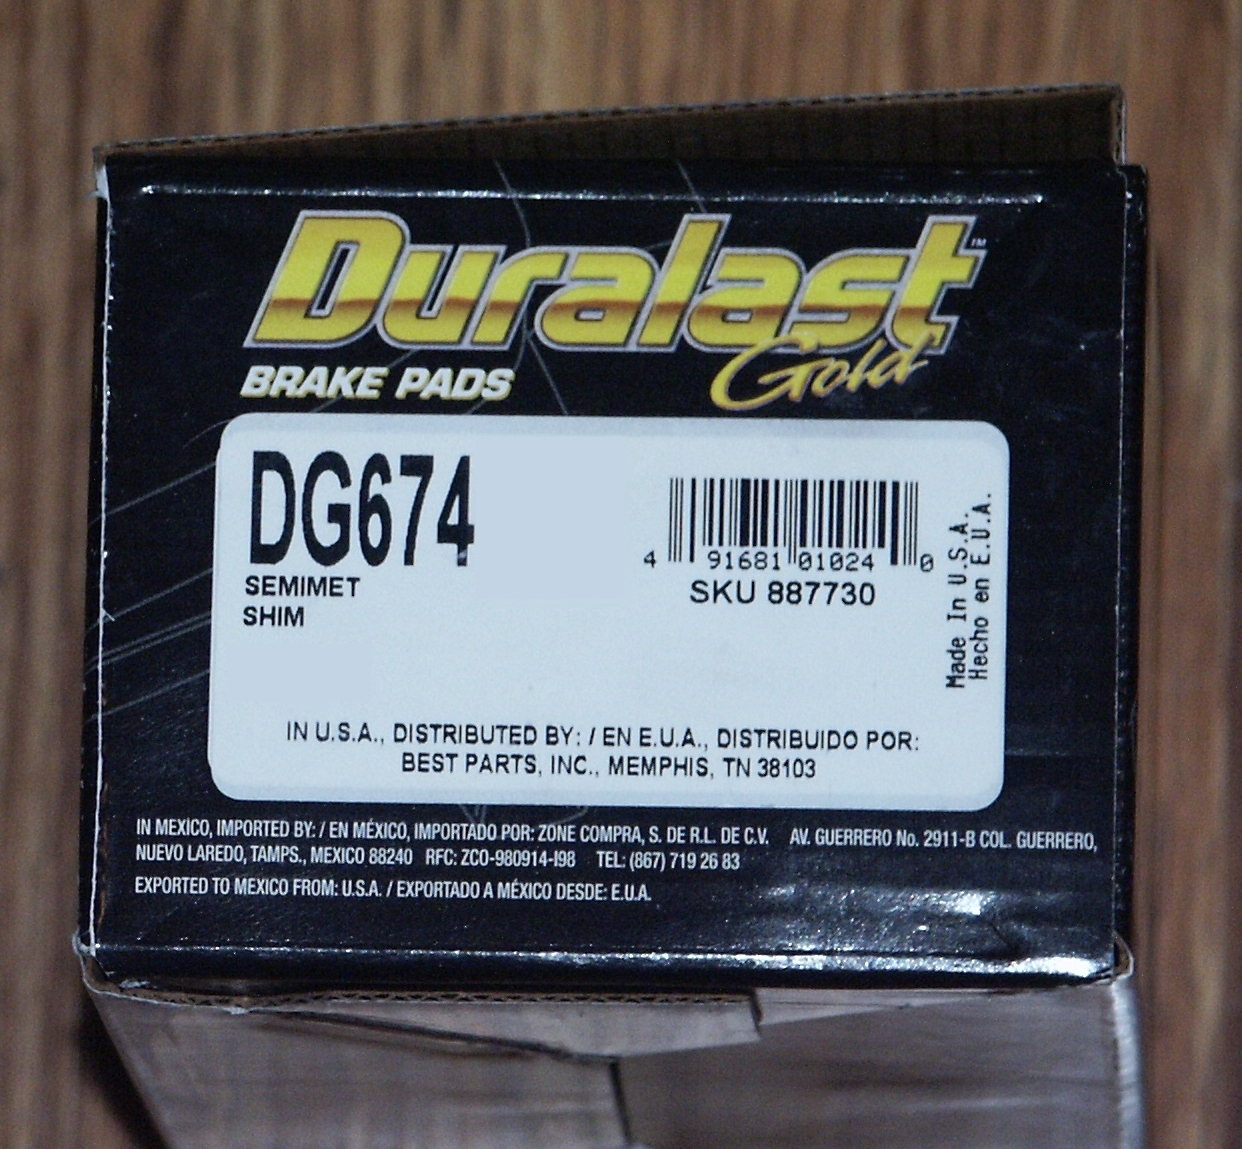 Duralast™
Gold
BRAKE PADS
DG674
SEMIMET
SHIM
4 91681 01024 0
SKU 887730
Made In U.S.A.
Hecho en E.U.A.
IN U.S.A., DISTRIBUTED BY: / EN E.U.A., DISTRIBUIDO POR:
BEST PARTS, INC., MEMPHIS, TN 38103
IN MEXICO, IMPORTED BY: / EN MÉXICO, IMPORTADO POR: ZONE COMPRA, S. DE R.L. DE C.V. AV. GUERRERO No. 2911-B COL. GUERRERO,
NUEVO LAREDO, TAMPS., MEXICO 88240 RFC: ZCO-980914-I98 TEL: (867) 719 26 83
EXPORTED TO MEXICO FROM: U.S.A. / EXPORTADO A MÉXICO DESDE: E.U.A.